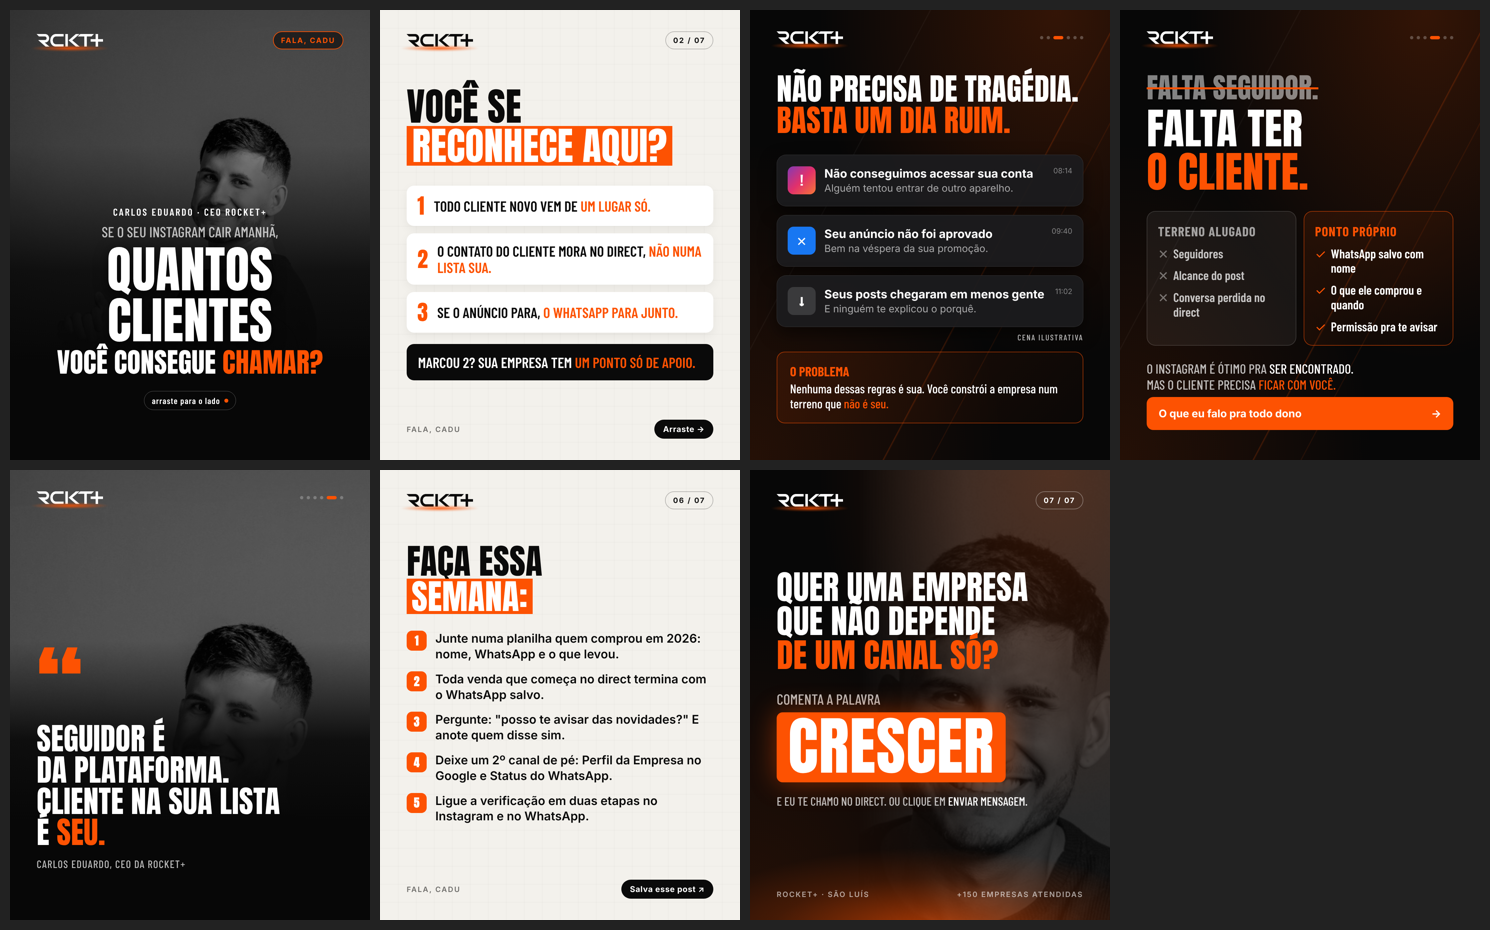 RCKT+
FALA, CADU
CARLOS EDUARDO · CEO ROCKET+
SE O SEU INSTAGRAM CAIR AMANHÃ,
QUANTOS
CLIENTES
VOCÊ CONSEGUE CHAMAR?
arraste para o lado
RCKT+
02 / 07
VOCÊ SE
RECONHECE AQUI?
1 TODO CLIENTE NOVO VEM DE UM LUGAR SÓ.
2 O CONTATO DO CLIENTE MORA NO DIRECT, NÃO NUMA
LISTA SUA.
3 SE O ANÚNCIO PARA, O WHATSAPP PARA JUNTO.
MARCOU 2? SUA EMPRESA TEM UM PONTO SÓ DE APOIO.
FALA, CADU
Arraste →
RCKT+
NÃO PRECISA DE TRAGÉDIA.
BASTA UM DIA RUIM.
! Não conseguimos acessar sua conta 08:14
Alguém tentou entrar de outro aparelho.
✕ Seu anúncio não foi aprovado 09:40
Bem na véspera da sua promoção.
⬇ Seus posts chegaram em menos gente 11:02
E ninguém te explicou o porquê.
CENA ILUSTRATIVA
O PROBLEMA
Nenhuma dessas regras é sua. Você constrói a empresa num
terreno que não é seu.
RCKT+
FALTA SEGUIDOR.
FALTA TER
O CLIENTE.
TERRENO ALUGADO
✕ Seguidores
✕ Alcance do post
✕ Conversa perdida no
direct
PONTO PRÓPRIO
✓ WhatsApp salvo com
nome
✓ O que ele comprou e
quando
✓ Permissão pra te avisar
O INSTAGRAM É ÓTIMO PRA SER ENCONTRADO.
MAS O CLIENTE PRECISA FICAR COM VOCÊ.
O que eu falo pra todo dono →
RCKT+
“
SEGUIDOR É
DA PLATAFORMA.
CLIENTE NA SUA LISTA
É SEU.
CARLOS EDUARDO, CEO DA ROCKET+
RCKT+
06 / 07
FAÇA ESSA
SEMANA:
1 Junte numa planilha quem comprou em 2026:
nome, WhatsApp e o que levou.
2 Toda venda que começa no direct termina com
o WhatsApp salvo.
3 Pergunte: "posso te avisar das novidades?" E
anote quem disse sim.
4 Deixe um 2º canal de pé: Perfil da Empresa no
Google e Status do WhatsApp.
5 Ligue a verificação em duas etapas no
Instagram e no WhatsApp.
FALA, CADU
Salva esse post ↗
RCKT+
07 / 07
QUER UMA EMPRESA
QUE NÃO DEPENDE
DE UM CANAL SÓ?
COMENTA A PALAVRA
CRESCER
E EU TE CHAMO NO DIRECT. OU CLIQUE EM ENVIAR MENSAGEM.
ROCKET+ · SÃO LUÍS
+150 EMPRESAS ATENDIDAS